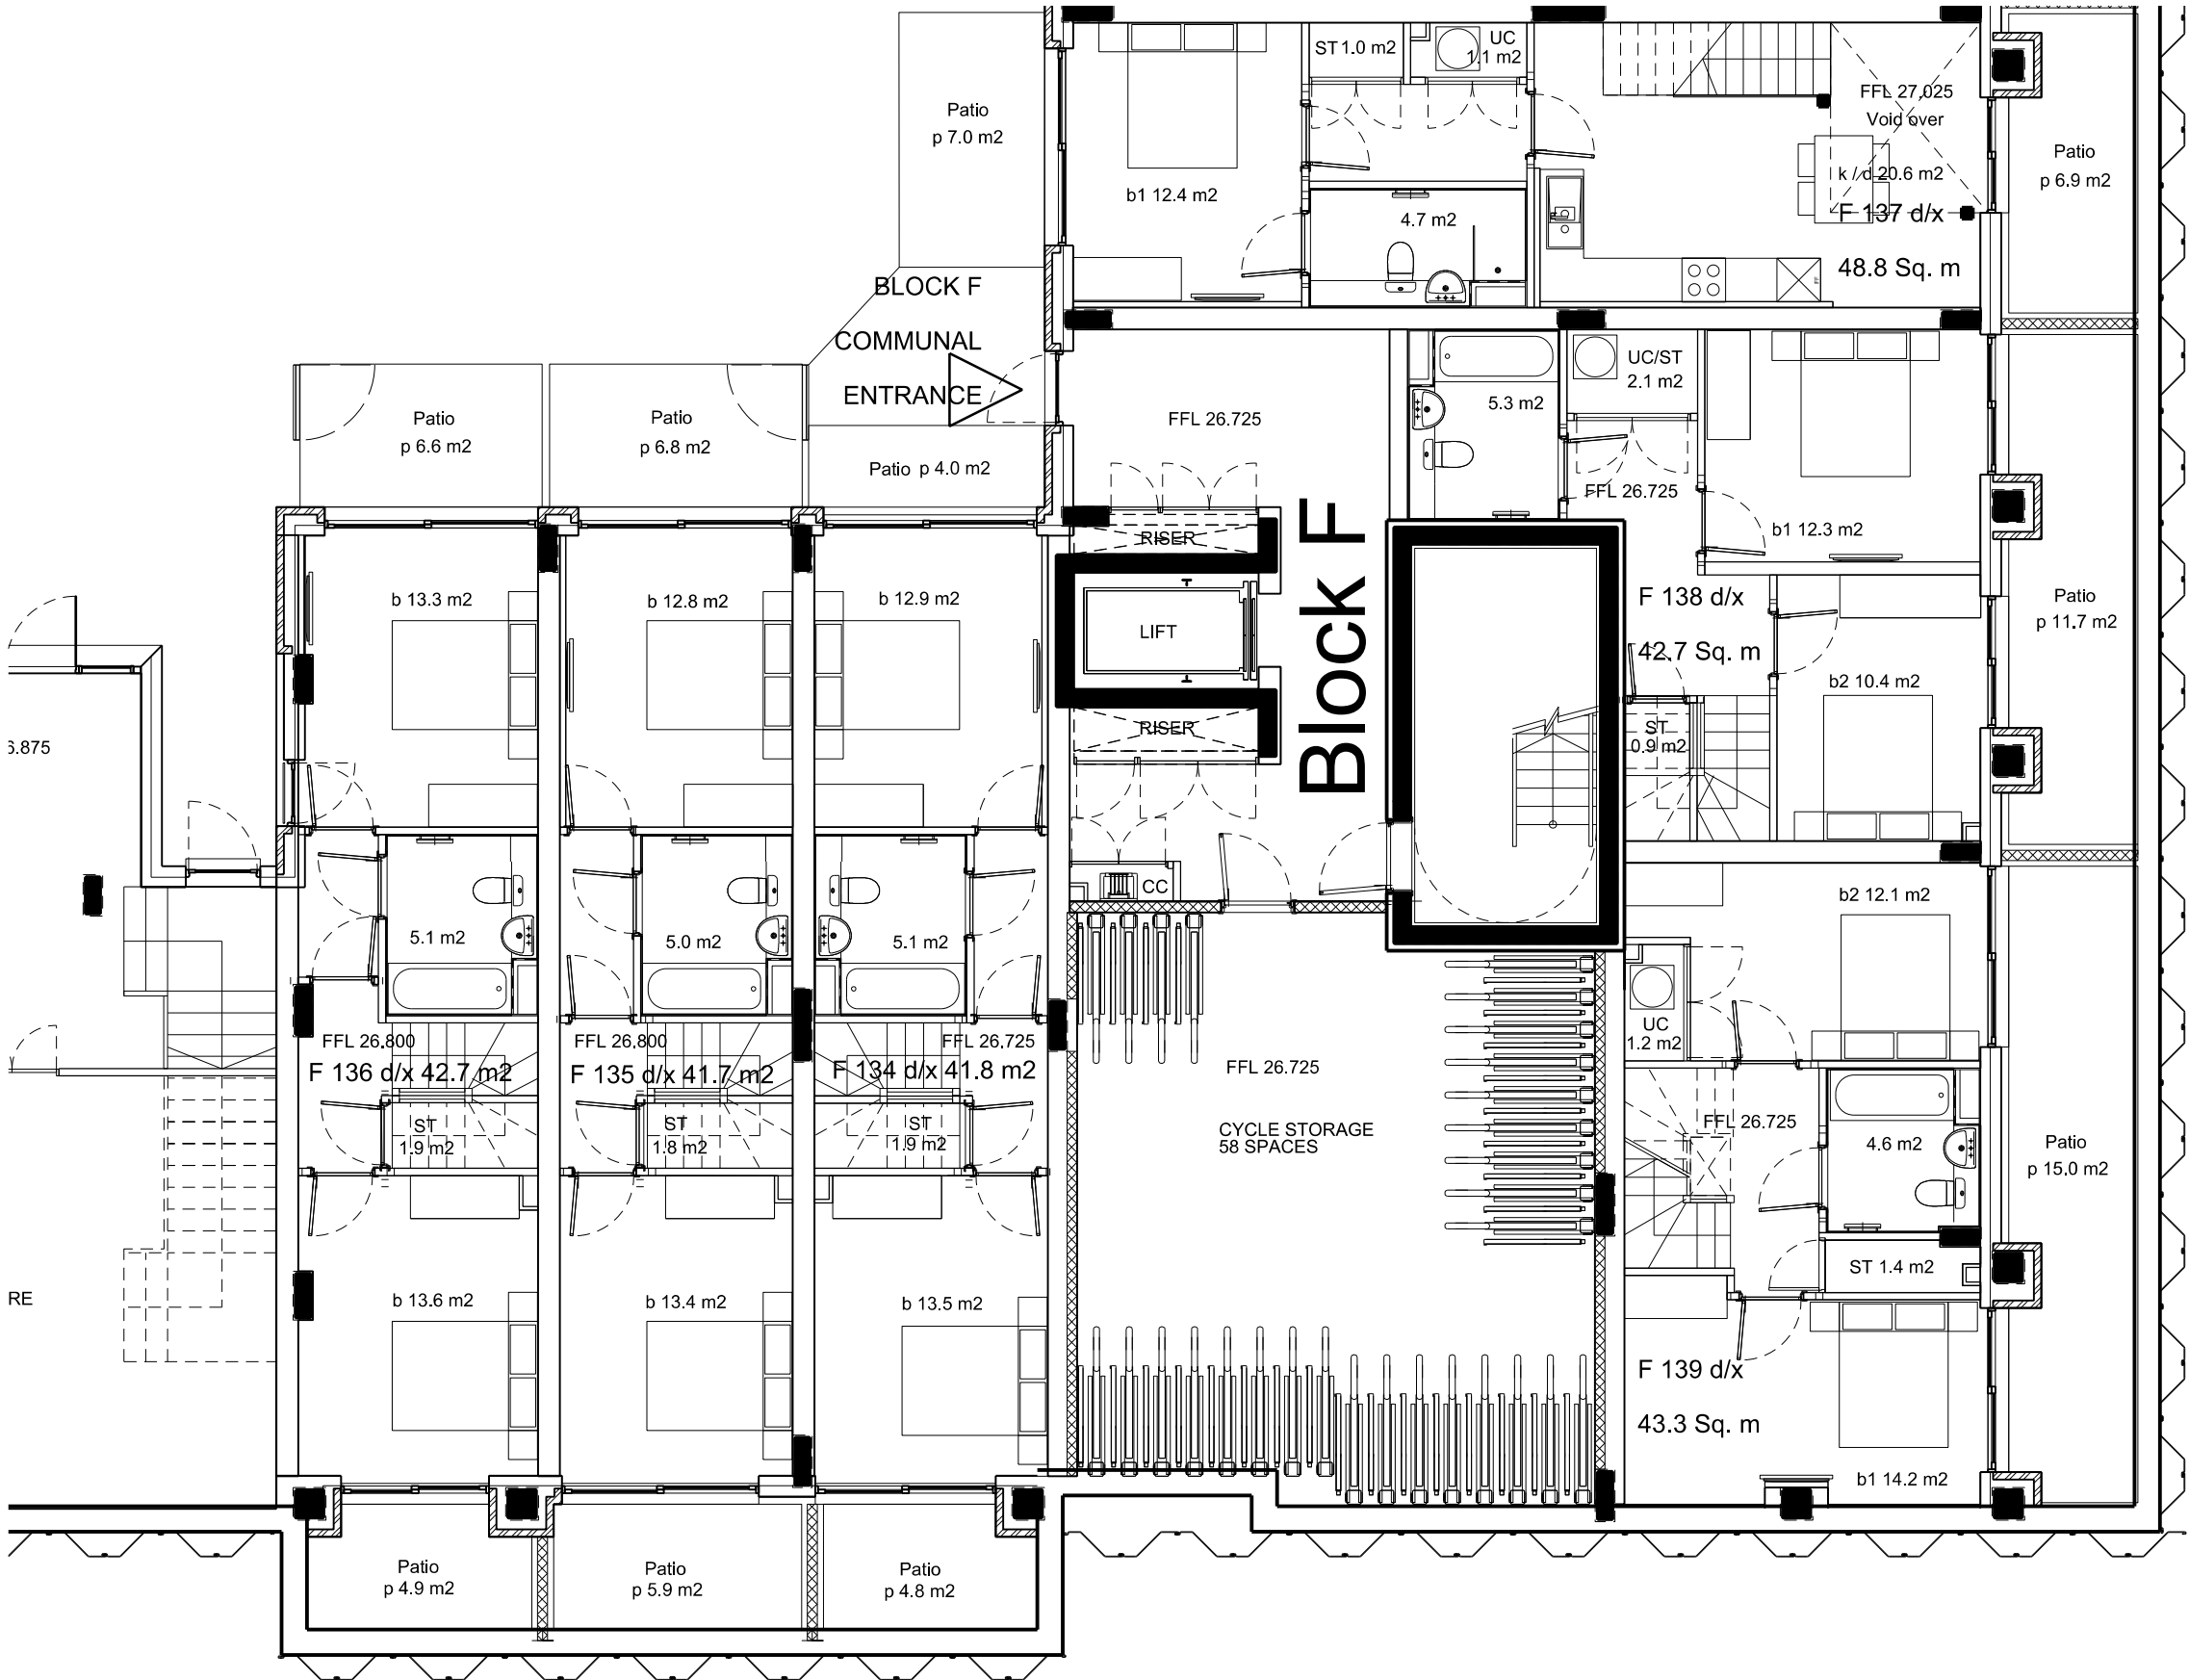 ST 1.0 m2
UC
1.1 m2
Patio
p 7.0 m2
FFL 27.025
Void over
Patio
p 6.9 m2
b1 12.4 m2
k / d 20.6 m2
4.7 m2
F 137 d/x
48.8 Sq. m
BLOCK F
COMMUNAL
ENTRANCE
UC/ST
2.1 m2
5.3 m2
Patio
p 6.6 m2
Patio
p 6.8 m2
FFL 26.725
Patio p 4.0 m2
FFL 26.725
b1 12.3 m2
RISER
Block F
b 13.3 m2
b 12.8 m2
b 12.9 m2
LIFT
F 138 d/x
42.7 Sq. m
Patio
p 11.7 m2
b2 10.4 m2
RISER
ST
0.9 m2
6.875
CC
b2 12.1 m2
5.1 m2
5.0 m2
5.1 m2
UC
1.2 m2
FFL 26.800
FFL 26.800
FFL 26.725
F 136 d/x 42.7 m2
F 135 d/x 41.7 m2
F 134 d/x 41.8 m2
FFL 26.725
ST
1.9 m2
ST
1.8 m2
ST
1.9 m2
CYCLE STORAGE
58 SPACES
FFL 26.725
4.6 m2
Patio
p 15.0 m2
ST 1.4 m2
RE
b 13.6 m2
b 13.4 m2
b 13.5 m2
F 139 d/x
43.3 Sq. m
b1 14.2 m2
Patio
p 4.9 m2
Patio
p 5.9 m2
Patio
p 4.8 m2